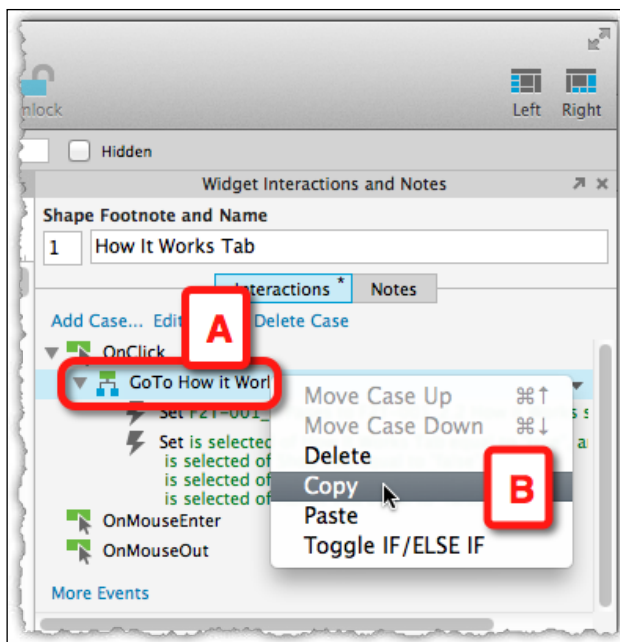 nlock
Left Right
Hidden
Widget Interactions and Notes
Shape Footnote and Name
1 How It Works Tab
Interactions * Notes
Add Case... Edit Delete Case
A
OnClick
GoTo How it Work
Move Case Up ⌘↑
Move Case Down ⌘↓
Delete
Copy
Paste
Toggle IF/ELSE IF
B
Set
Set is selected of
is selected of
is selected of
is selected of
OnMouseEnter
OnMouseOut
More Events